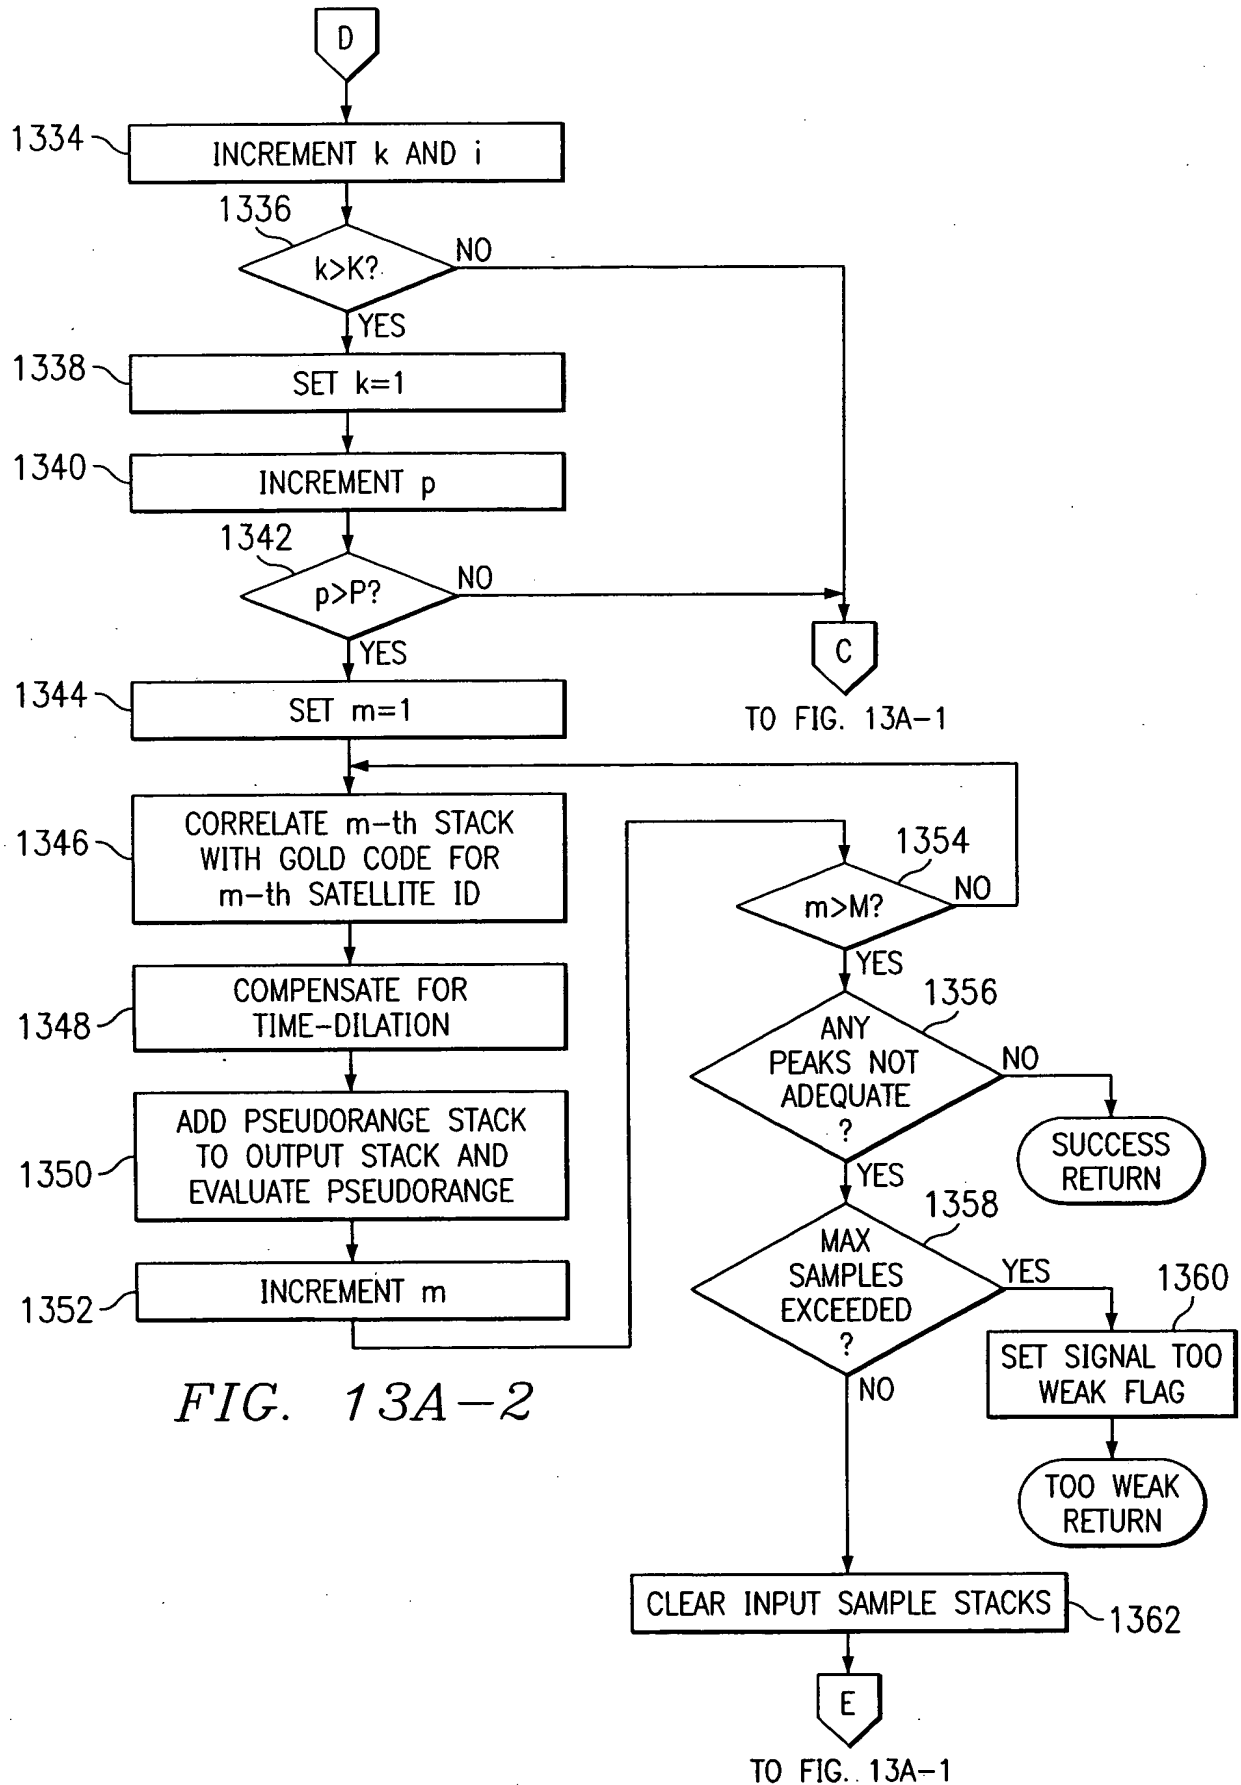 D
1334
INCREMENT k AND i
1336
k>K?
NO
YES
1338
SET k=1
1340
INCREMENT p
1342
p>P?
NO
YES
C
TO FIG. 13A-1
1344
SET m=1
1346
CORRELATE m-th STACK
WITH GOLD CODE FOR
m-th SATELLITE ID
1348
COMPENSATE FOR
TIME-DILATION
1350
ADD PSEUDORANGE STACK
TO OUTPUT STACK AND
EVALUATE PSEUDORANGE
1352
INCREMENT m
1354
m>M?
NO
YES
1356
ANY
PEAKS NOT
ADEQUATE
?
NO
SUCCESS
RETURN
YES
1358
MAX
SAMPLES
EXCEEDED
?
YES
1360
SET SIGNAL TOO
WEAK FLAG
TOO WEAK
RETURN
NO
CLEAR INPUT SAMPLE STACKS
1362
E
TO FIG. 13A-1
FIG. 13A-2